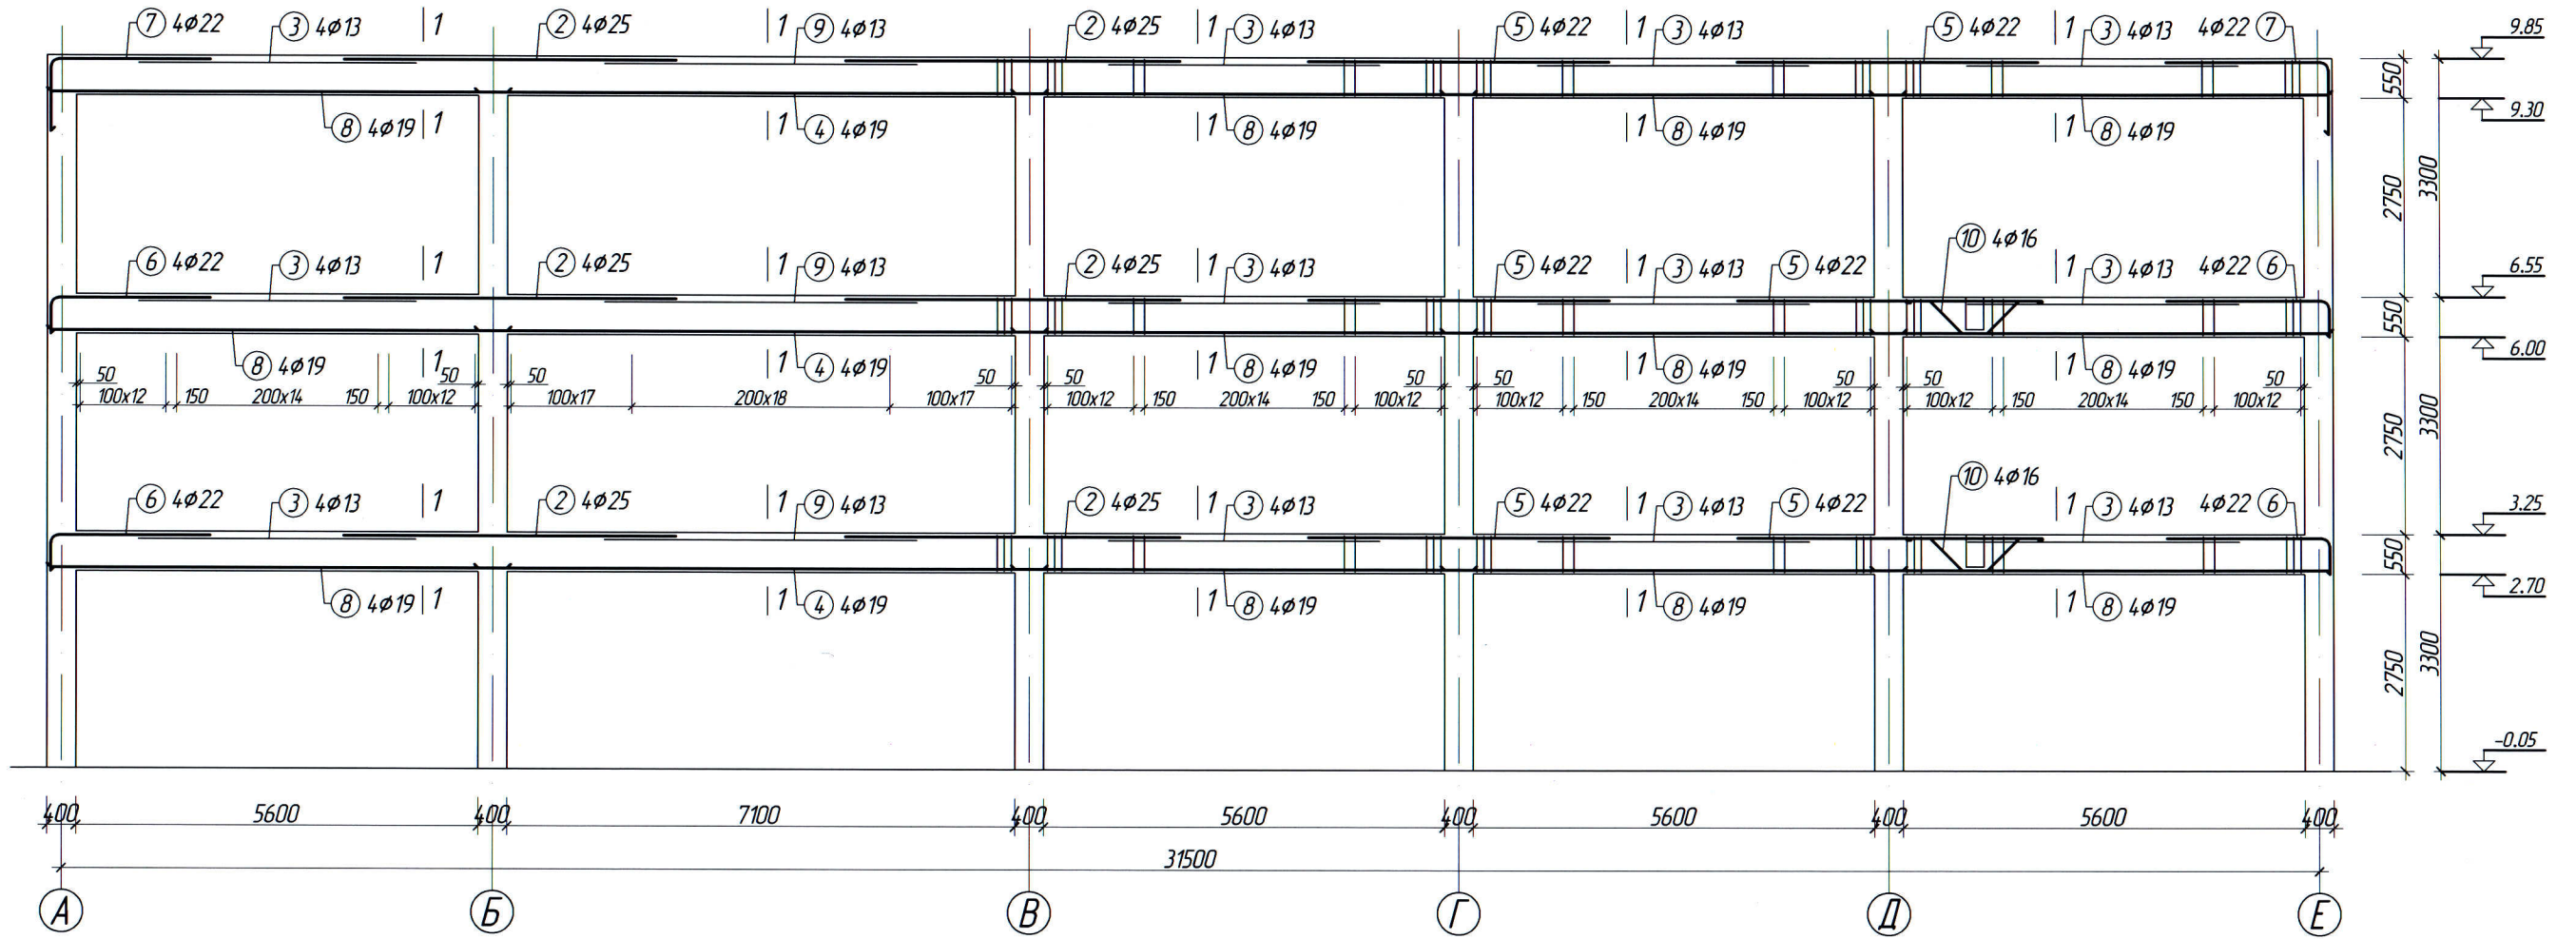 ⑦ 4ø22 ③ 4ø13 1 ② 4ø25 1 ⑨ 4ø13 ② 4ø25 1 ③ 4ø13 ⑤ 4ø22 1 ③ 4ø13 ⑤ 4ø22 1 ③ 4ø13 4ø22 ⑦ 9.85
550
⑧ 4ø19 1 1 ④ 4ø19 1 ⑧ 4ø19 1 ⑧ 4ø19 1 ⑧ 4ø19 9.30
2750 3300
⑩ 4ø16
⑥ 4ø22 ③ 4ø13 1 ② 4ø25 1 ⑨ 4ø13 ② 4ø25 1 ③ 4ø13 ⑤ 4ø22 1 ③ 4ø13 ⑤ 4ø22 1 ③ 4ø13 4ø22 ⑥ 6.55
550
⑧ 4ø19 1 1 ④ 4ø19 1 ⑧ 4ø19 1 ⑧ 4ø19 1 ⑧ 4ø19 6.00
50 50 50 50 50 50 50 50 50 50
100x12 150 200x14 150 100x12 100x17 200x18 100x17 100x12 150 200x14 150 100x12 100x12 150 200x14 150 100x12 100x12 150 200x14 150 100x12
2750 3300
⑩ 4ø16
⑥ 4ø22 ③ 4ø13 1 ② 4ø25 1 ⑨ 4ø13 ② 4ø25 1 ③ 4ø13 ⑤ 4ø22 1 ③ 4ø13 ⑤ 4ø22 1 ③ 4ø13 4ø22 ⑥ 3.25
550
⑧ 4ø19 1 1 ④ 4ø19 1 ⑧ 4ø19 1 ⑧ 4ø19 1 ⑧ 4ø19 2.70
2750 3300
-0.05
400 5600 400 7100 400 5600 400 5600 400 5600 400
31500
А Б В Г Д Е